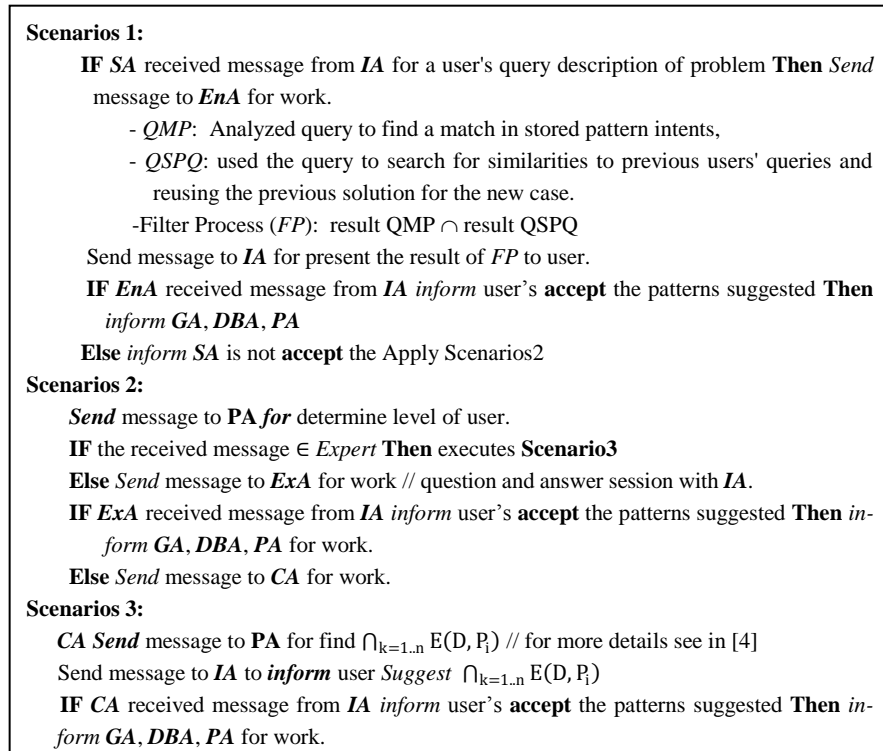 Scenarios 1:
IF SA received message from IA for a user's query description of problem Then Send
message to EnA for work.
- QMP: Analyzed query to find a match in stored pattern intents,
- QSPQ: used the query to search for similarities to previous users' queries and
reusing the previous solution for the new case.
-Filter Process (FP): result QMP ∩ result QSPQ
Send message to IA for present the result of FP to user.
IF EnA received message from IA inform user’s accept the patterns suggested Then
inform GA, DBA, PA
Else inform SA is not accept the Apply Scenarios2
Scenarios 2:
Send message to PA for determine level of user.
IF the received message ∈ Expert Then executes Scenario3
Else Send message to ExA for work // question and answer session with IA.
IF ExA received message from IA inform user’s accept the patterns suggested Then in-
form GA, DBA, PA for work.
Else Send message to CA for work.
Scenarios 3:
CA Send message to PA for find ⋂k=1..n E(D, Pi) // for more details see in [4]
Send message to IA to inform user Suggest ⋂k=1..n E(D, Pi)
IF CA received message from IA inform user’s accept the patterns suggested Then in-
form GA, DBA, PA for work.